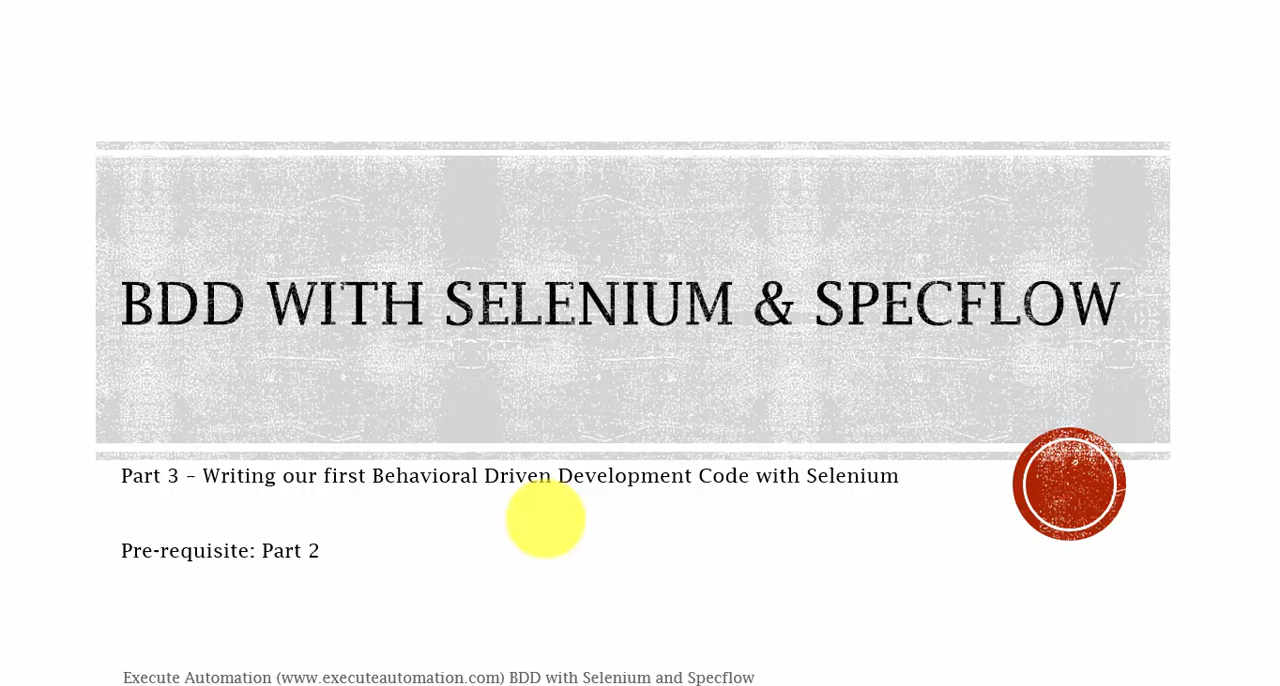 BDD WITH SELENIUM & SPECFLOW
Part 3 – Writing our first Behavioral Driven Development Code with Selenium
Pre-requisite: Part 2
Execute Automation (www.executeautomation.com) BDD with Selenium and Specflow